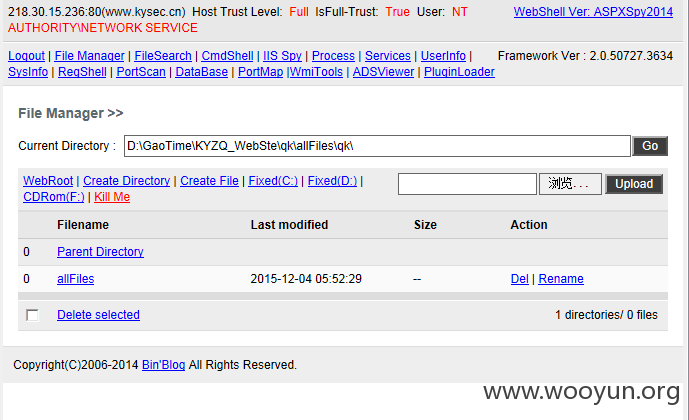 218.30.15.236:80(www.kysec.cn) Host Trust Level: Full IsFull-Trust: True User: NT AUTHORITY\NETWORK SERVICE WebShell Ver: ASPXSpy2014
Logout | File Manager | FileSearch | CmdShell | IIS Spy | Process | Services | UserInfo | Framework Ver : 2.0.50727.3634
SysInfo | RegShell | PortScan | DataBase | PortMap |WmiTools | ADSViewer | PluginLoader
File Manager >>
Current Directory : D:\GaoTime\KYZQ_WebSte\qk\allFiles\qk\ Go
WebRoot | Create Directory | Create File | Fixed(C:) | Fixed(D:) | 浏览... Upload
CDRom(F:) | Kill Me
Filename Last modified Size Action
0 Parent Directory
0 allFiles 2015-12-04 05:52:29 -- Del | Rename
Delete selected 1 directories/ 0 files
Copyright(C)2006-2014 Bin'Blog All Rights Reserved.
www.wooyun.org